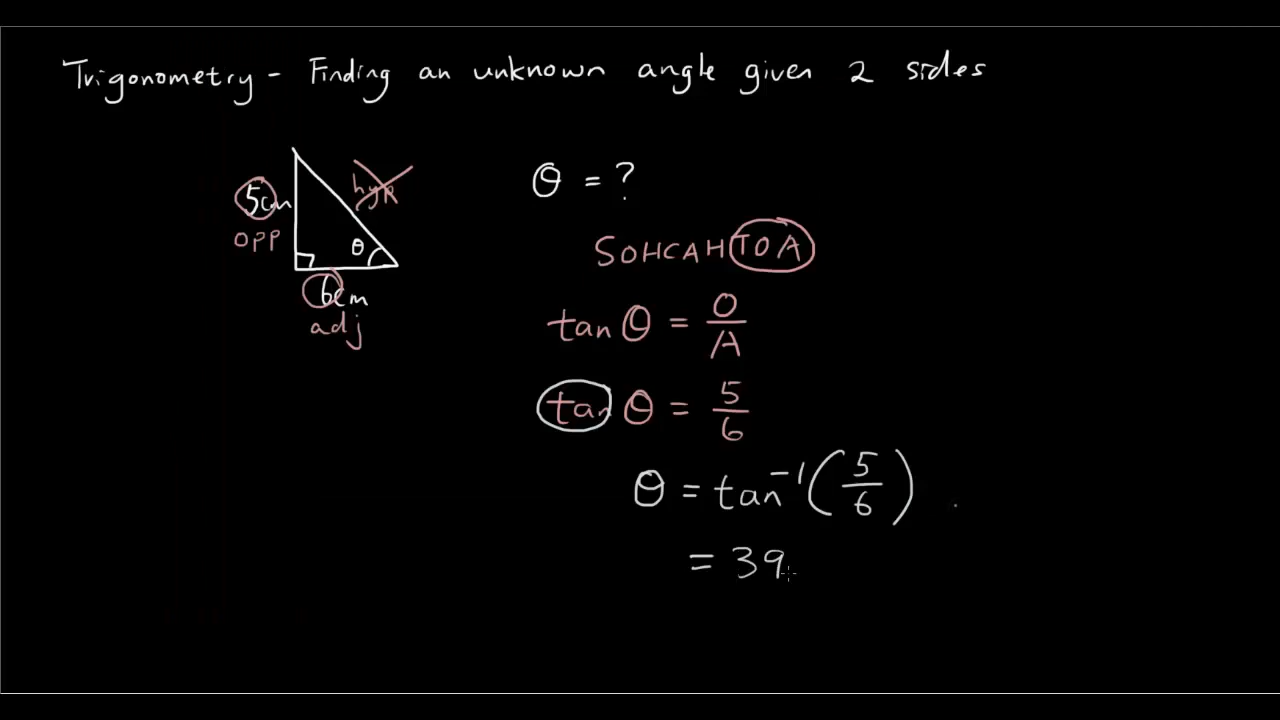 Trigonometry - Finding an unknown angle given 2 sides
5cm
opp
hyp
θ
6cm
adj
θ = ?
SOHCAHTOA
tan θ = O/A
tan θ = 5/6
θ = tan⁻¹(5/6)
= 39